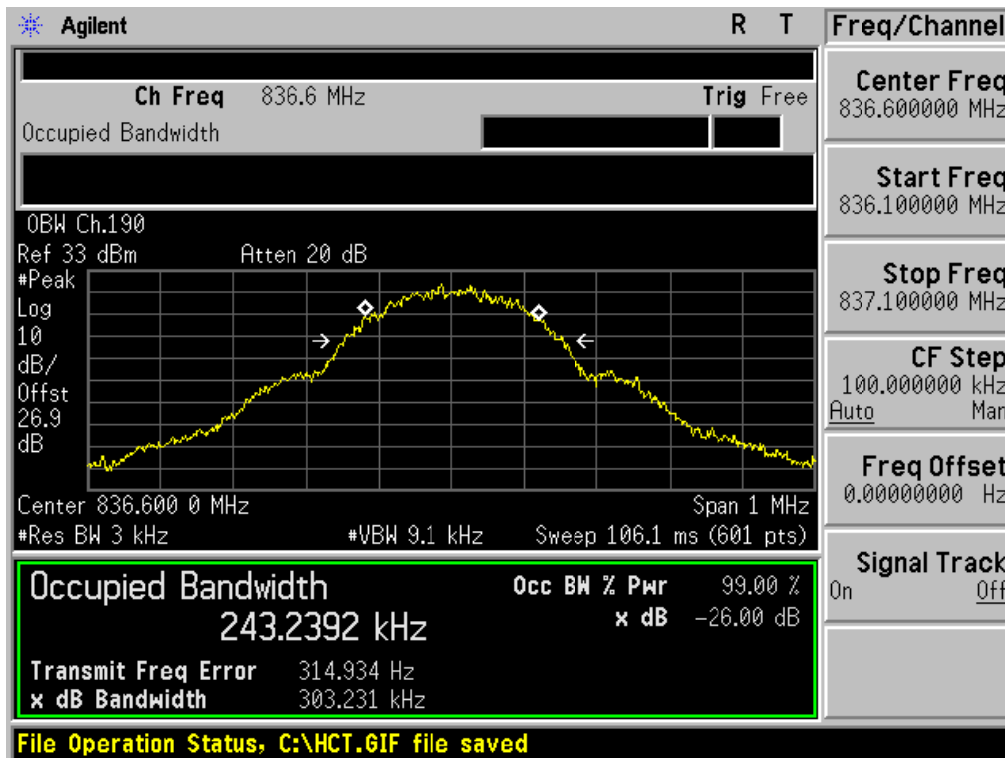 Agilent R T
Ch Freq 836.6 MHz Trig Free
Occupied Bandwidth
OBW Ch.190
Ref 33 dBm Atten 20 dB
#Peak
Log
10
dB/
Offst
26.9
dB
Center 836.600 0 MHz Span 1 MHz
#Res BW 3 kHz #VBW 9.1 kHz Sweep 106.1 ms (601 pts)
Occupied Bandwidth Occ BW % Pwr 99.00 %
243.2392 kHz x dB -26.00 dB
Transmit Freq Error 314.934 Hz
x dB Bandwidth 303.231 kHz
File Operation Status, C:\HCT.GIF file saved
Freq/Channel
Center Freq
836.600000 MHz
Start Freq
836.100000 MHz
Stop Freq
837.100000 MHz
CF Step
100.000000 kHz
Auto Man
Freq Offset
0.00000000 Hz
Signal Track
On Off